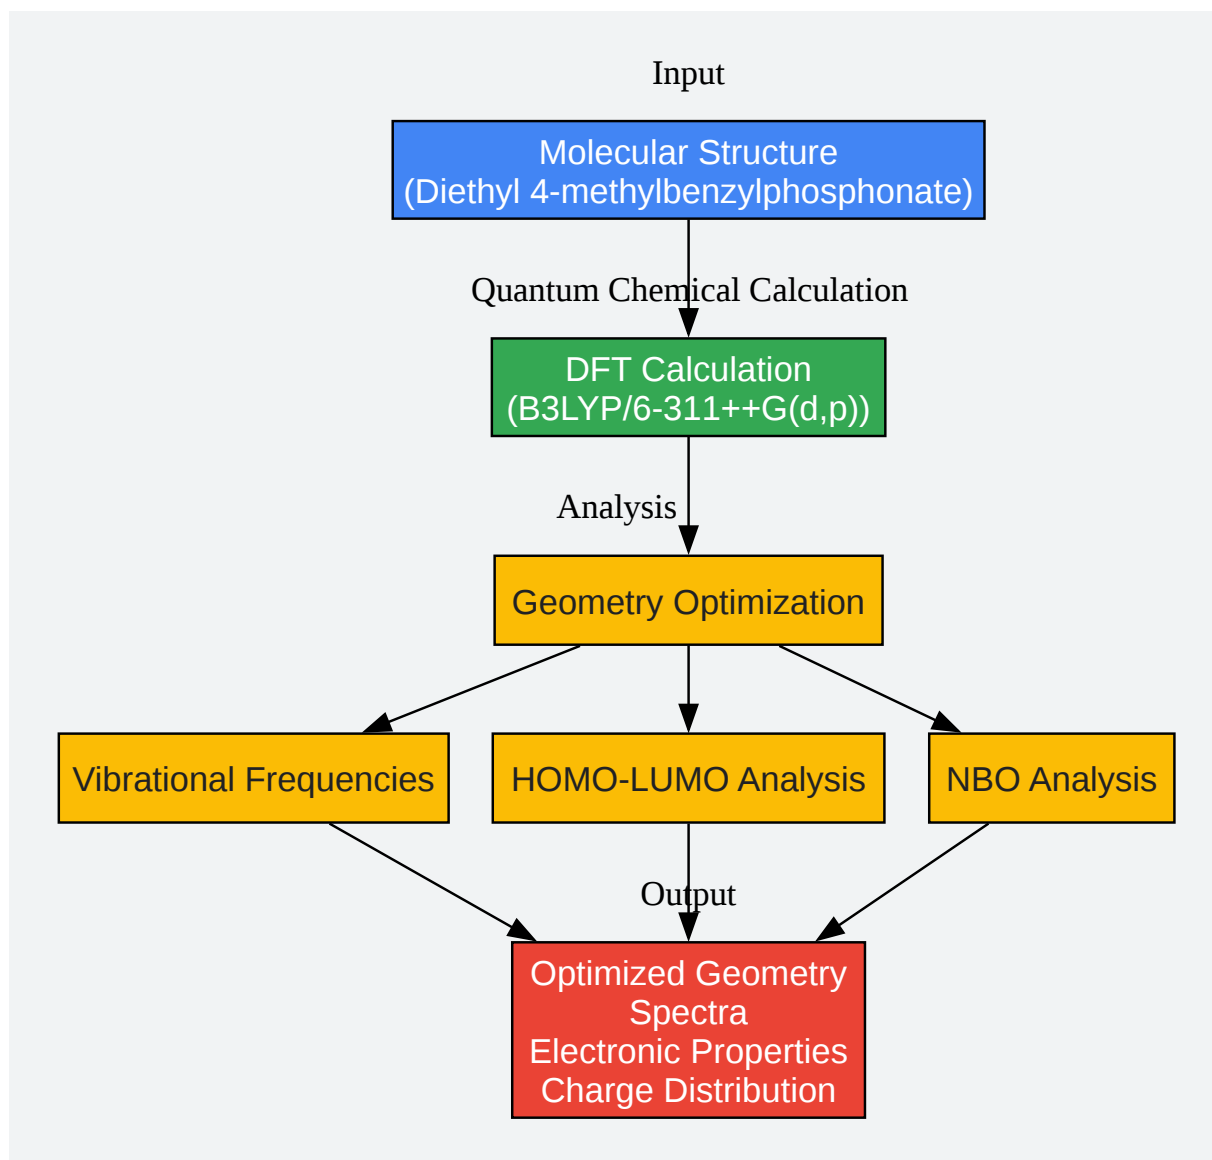 Input
Molecular Structure
(Diethyl 4-methylbenzylphosphonate)
Quantum Chemical Calculation
DFT Calculation
(B3LYP/6-311++G(d,p))
Analysis
Geometry Optimization
Vibrational Frequencies
HOMO-LUMO Analysis
NBO Analysis
Output
Optimized Geometry
Spectra
Electronic Properties
Charge Distribution